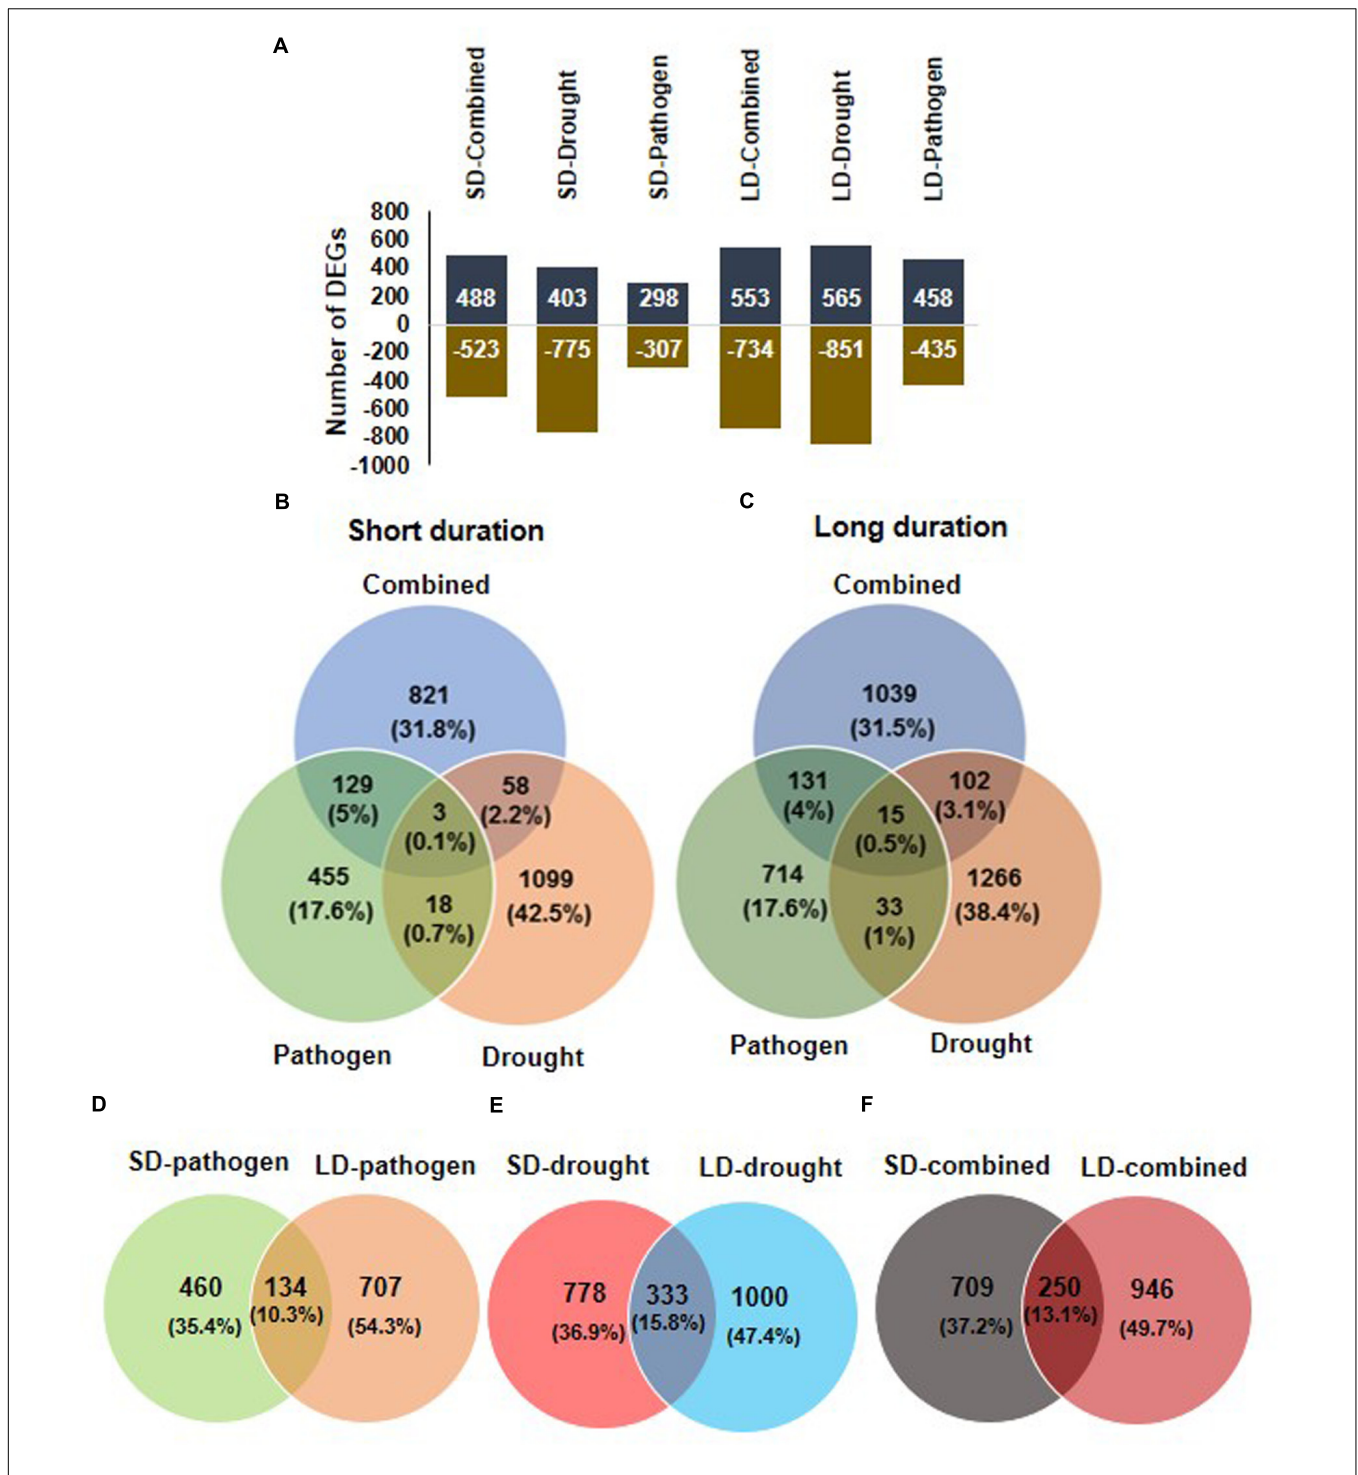 A
SD-Combined
SD-Drought
SD-Pathogen
LD-Combined
LD-Drought
LD-Pathogen
Number of DEGs
800
600
400
200
0
-200
-400
-600
-800
-1000
488
403
298
553
565
458
-523
-775
-307
-734
-851
-435
B
Short duration
Combined
821
(31.8%)
129
(5%)
58
(2.2%)
3
(0.1%)
455
(17.6%)
1099
(42.5%)
18
(0.7%)
Pathogen
Drought
C
Long duration
Combined
1039
(31.5%)
131
(4%)
102
(3.1%)
15
(0.5%)
714
(17.6%)
1266
(38.4%)
33
(1%)
Pathogen
Drought
D
SD-pathogen
LD-pathogen
460
(35.4%)
134
(10.3%)
707
(54.3%)
E
SD-drought
LD-drought
778
(36.9%)
333
(15.8%)
1000
(47.4%)
F
SD-combined
LD-combined
709
(37.2%)
250
(13.1%)
946
(49.7%)